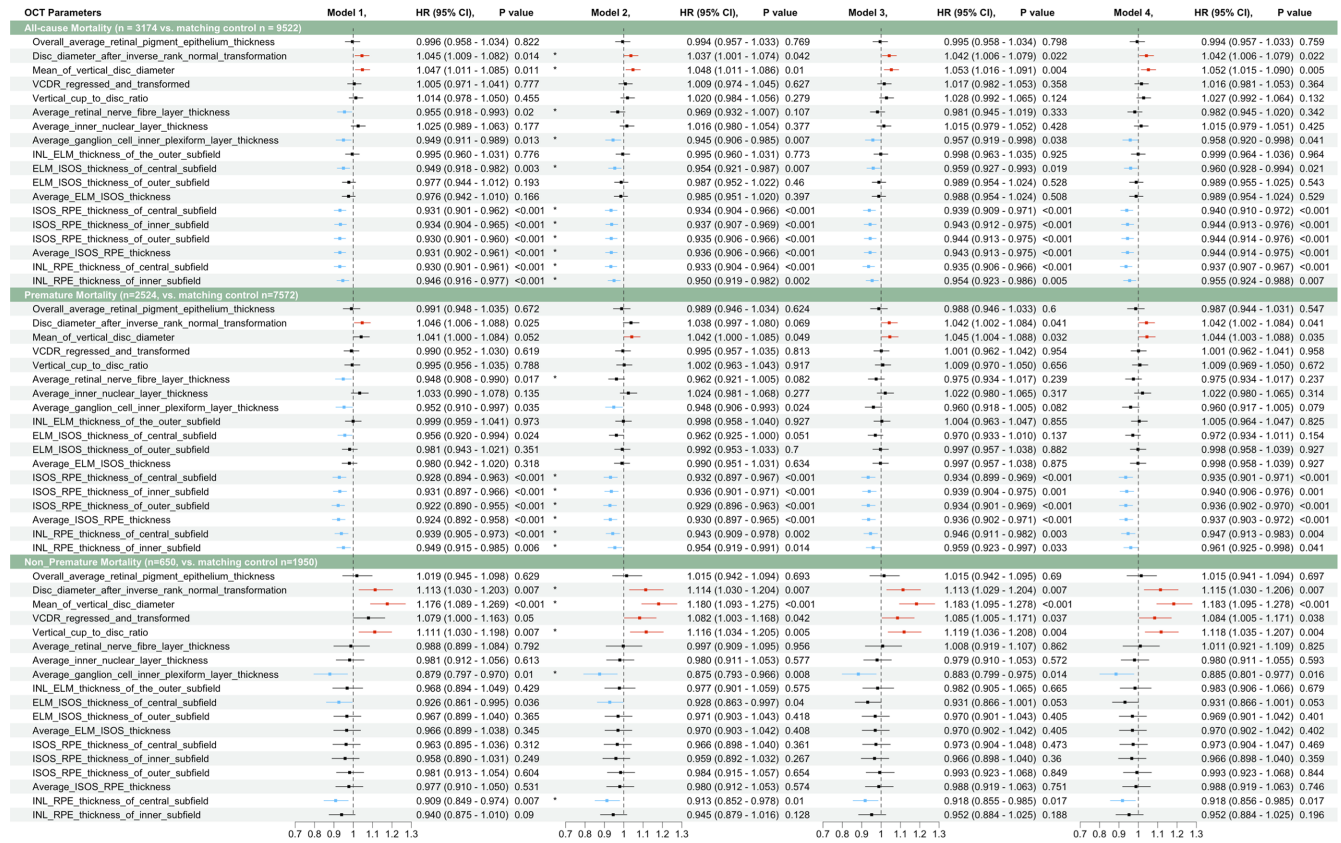 OCT Parameters Model 1, HR (95% CI), P value Model 2, HR (95% CI), P value Model 3, HR (95% CI), P value Model 4, HR (95% CI), P value
All-cause Mortality (n = 3174 vs. matching control n = 9522)
Overall_average_retinal_pigment_epithelium_thickness 0.996 (0.958 - 1.034) 0.822 0.994 (0.957 - 1.033) 0.769 0.995 (0.958 - 1.034) 0.798 0.994 (0.957 - 1.033) 0.759
Disc_diameter_after_inverse_rank_normal_transformation 1.045 (1.009 - 1.082) 0.014 * 1.037 (1.001 - 1.074) 0.042 1.042 (1.006 - 1.079) 0.022 1.042 (1.006 - 1.079) 0.022
Mean_of_vertical_disc_diameter 1.047 (1.011 - 1.085) 0.011 * 1.048 (1.011 - 1.086) 0.01 1.053 (1.016 - 1.091) 0.004 1.052 (1.015 - 1.090) 0.005
VCDR_regressed_and_transformed 1.005 (0.971 - 1.041) 0.777 1.009 (0.974 - 1.045) 0.627 1.017 (0.982 - 1.053) 0.358 1.016 (0.981 - 1.053) 0.364
Vertical_cup_to_disc_ratio 1.014 (0.978 - 1.050) 0.455 1.020 (0.984 - 1.056) 0.279 1.028 (0.992 - 1.065) 0.124 1.027 (0.992 - 1.064) 0.132
Average_retinal_nerve_fibre_layer_thickness 0.955 (0.918 - 0.993) 0.02 * 0.969 (0.932 - 1.007) 0.107 0.981 (0.945 - 1.019) 0.333 0.982 (0.945 - 1.020) 0.342
Average_inner_nuclear_layer_thickness 1.025 (0.989 - 1.063) 0.177 1.016 (0.980 - 1.054) 0.377 1.015 (0.979 - 1.052) 0.428 1.015 (0.979 - 1.051) 0.425
Average_ganglion_cell_inner_plexiform_layer_thickness 0.949 (0.911 - 0.989) 0.013 * 0.945 (0.906 - 0.985) 0.007 0.957 (0.919 - 0.998) 0.038 0.958 (0.920 - 0.998) 0.041
INL_ELM_thickness_of_the_outer_subfield 0.995 (0.960 - 1.031) 0.776 0.995 (0.960 - 1.031) 0.773 0.998 (0.963 - 1.035) 0.925 0.999 (0.963 - 1.036) 0.964
ELM_ISOS_thickness_of_central_subfield 0.949 (0.918 - 0.982) 0.003 * 0.954 (0.921 - 0.987) 0.007 0.959 (0.927 - 0.993) 0.019 0.960 (0.928 - 0.994) 0.021
ELM_ISOS_thickness_of_outer_subfield 0.977 (0.944 - 1.012) 0.193 0.987 (0.952 - 1.022) 0.46 0.989 (0.954 - 1.024) 0.528 0.989 (0.955 - 1.025) 0.543
Average_ELM_ISOS_thickness 0.976 (0.942 - 1.010) 0.166 0.985 (0.951 - 1.020) 0.397 0.988 (0.954 - 1.024) 0.508 0.989 (0.954 - 1.024) 0.529
ISOS_RPE_thickness_of_central_subfield 0.931 (0.901 - 0.962) <0.001 * 0.934 (0.904 - 0.966) <0.001 0.939 (0.909 - 0.971) <0.001 0.940 (0.910 - 0.972) <0.001
ISOS_RPE_thickness_of_inner_subfield 0.934 (0.904 - 0.965) <0.001 * 0.937 (0.907 - 0.969) <0.001 0.943 (0.912 - 0.975) <0.001 0.944 (0.913 - 0.976) <0.001
ISOS_RPE_thickness_of_outer_subfield 0.930 (0.901 - 0.960) <0.001 * 0.935 (0.906 - 0.966) <0.001 0.944 (0.913 - 0.975) <0.001 0.944 (0.914 - 0.976) <0.001
Average_ISOS_RPE_thickness 0.931 (0.902 - 0.962) <0.001 * 0.936 (0.906 - 0.966) <0.001 0.943 (0.913 - 0.975) <0.001 0.944 (0.914 - 0.975) <0.001
INL_RPE_thickness_of_central_subfield 0.930 (0.901 - 0.961) <0.001 * 0.933 (0.904 - 0.964) <0.001 0.935 (0.906 - 0.966) <0.001 0.937 (0.907 - 0.967) <0.001
INL_RPE_thickness_of_inner_subfield 0.946 (0.916 - 0.977) <0.001 * 0.950 (0.919 - 0.982) 0.002 0.954 (0.923 - 0.986) 0.005 0.955 (0.924 - 0.988) 0.007
Premature Mortality (n=2524, vs. matching control n=7572)
Overall_average_retinal_pigment_epithelium_thickness 0.991 (0.948 - 1.035) 0.672 0.989 (0.946 - 1.034) 0.624 0.988 (0.946 - 1.033) 0.6 0.987 (0.944 - 1.031) 0.547
Disc_diameter_after_inverse_rank_normal_transformation 1.046 (1.006 - 1.088) 0.025 1.038 (0.997 - 1.080) 0.069 1.042 (1.002 - 1.084) 0.041 1.042 (1.002 - 1.084) 0.041
Mean_of_vertical_disc_diameter 1.041 (1.000 - 1.084) 0.052 1.042 (1.000 - 1.085) 0.049 1.045 (1.004 - 1.088) 0.032 1.044 (1.003 - 1.088) 0.035
VCDR_regressed_and_transformed 0.990 (0.952 - 1.030) 0.619 0.995 (0.957 - 1.035) 0.813 1.001 (0.962 - 1.042) 0.954 1.001 (0.962 - 1.041) 0.958
Vertical_cup_to_disc_ratio 0.995 (0.956 - 1.035) 0.788 1.002 (0.963 - 1.043) 0.917 1.009 (0.970 - 1.050) 0.656 1.009 (0.969 - 1.050) 0.672
Average_retinal_nerve_fibre_layer_thickness 0.948 (0.908 - 0.990) 0.017 * 0.962 (0.921 - 1.005) 0.082 0.975 (0.934 - 1.017) 0.239 0.975 (0.934 - 1.017) 0.237
Average_inner_nuclear_layer_thickness 1.033 (0.990 - 1.078) 0.135 1.024 (0.981 - 1.068) 0.277 1.022 (0.980 - 1.065) 0.317 1.022 (0.980 - 1.065) 0.314
Average_ganglion_cell_inner_plexiform_layer_thickness 0.952 (0.910 - 0.997) 0.035 0.948 (0.906 - 0.993) 0.024 0.960 (0.918 - 1.005) 0.082 0.960 (0.917 - 1.005) 0.079
INL_ELM_thickness_of_the_outer_subfield 0.999 (0.959 - 1.041) 0.973 0.998 (0.958 - 1.040) 0.927 1.004 (0.963 - 1.047) 0.855 1.005 (0.964 - 1.047) 0.825
ELM_ISOS_thickness_of_central_subfield 0.956 (0.920 - 0.994) 0.024 0.962 (0.925 - 1.000) 0.051 0.970 (0.933 - 1.010) 0.137 0.972 (0.934 - 1.011) 0.154
ELM_ISOS_thickness_of_outer_subfield 0.981 (0.943 - 1.021) 0.351 0.992 (0.953 - 1.033) 0.7 0.997 (0.957 - 1.038) 0.882 0.998 (0.958 - 1.039) 0.927
Average_ELM_ISOS_thickness 0.980 (0.942 - 1.020) 0.318 0.990 (0.951 - 1.031) 0.634 0.997 (0.957 - 1.038) 0.875 0.998 (0.958 - 1.039) 0.927
ISOS_RPE_thickness_of_central_subfield 0.928 (0.894 - 0.963) <0.001 * 0.932 (0.897 - 0.967) <0.001 0.934 (0.899 - 0.969) <0.001 0.935 (0.901 - 0.971) <0.001
ISOS_RPE_thickness_of_inner_subfield 0.931 (0.897 - 0.966) <0.001 * 0.936 (0.901 - 0.971) <0.001 0.939 (0.904 - 0.975) 0.001 0.940 (0.906 - 0.976) 0.001
ISOS_RPE_thickness_of_outer_subfield 0.922 (0.890 - 0.955) <0.001 * 0.929 (0.896 - 0.963) <0.001 0.934 (0.901 - 0.969) <0.001 0.936 (0.902 - 0.970) <0.001
Average_ISOS_RPE_thickness 0.924 (0.892 - 0.958) <0.001 * 0.930 (0.897 - 0.965) <0.001 0.936 (0.902 - 0.971) <0.001 0.937 (0.903 - 0.972) <0.001
INL_RPE_thickness_of_central_subfield 0.939 (0.905 - 0.973) <0.001 * 0.943 (0.909 - 0.978) 0.002 0.946 (0.911 - 0.982) 0.003 0.947 (0.913 - 0.983) 0.004
INL_RPE_thickness_of_inner_subfield 0.949 (0.915 - 0.985) 0.006 * 0.954 (0.919 - 0.991) 0.014 0.959 (0.923 - 0.997) 0.033 0.961 (0.925 - 0.998) 0.041
Non_Premature Mortality (n=650, vs. matching control n=1950)
Overall_average_retinal_pigment_epithelium_thickness 1.019 (0.945 - 1.098) 0.629 1.015 (0.942 - 1.094) 0.693 1.015 (0.942 - 1.095) 0.69 1.015 (0.941 - 1.094) 0.697
Disc_diameter_after_inverse_rank_normal_transformation 1.113 (1.030 - 1.203) 0.007 * 1.114 (1.030 - 1.204) 0.007 1.113 (1.029 - 1.204) 0.007 1.115 (1.030 - 1.206) 0.007
Mean_of_vertical_disc_diameter 1.176 (1.089 - 1.269) <0.001 * 1.180 (1.093 - 1.275) <0.001 1.183 (1.095 - 1.278) <0.001 1.183 (1.095 - 1.278) <0.001
VCDR_regressed_and_transformed 1.079 (1.000 - 1.163) 0.05 1.082 (1.003 - 1.168) 0.042 1.085 (1.005 - 1.171) 0.037 1.084 (1.005 - 1.171) 0.038
Vertical_cup_to_disc_ratio 1.111 (1.030 - 1.198) 0.007 * 1.116 (1.034 - 1.205) 0.005 1.119 (1.036 - 1.208) 0.004 1.118 (1.035 - 1.207) 0.004
Average_retinal_nerve_fibre_layer_thickness 0.988 (0.899 - 1.084) 0.792 0.997 (0.909 - 1.095) 0.956 1.008 (0.919 - 1.107) 0.862 1.011 (0.921 - 1.109) 0.825
Average_inner_nuclear_layer_thickness 0.981 (0.912 - 1.056) 0.613 0.980 (0.911 - 1.053) 0.577 0.979 (0.910 - 1.053) 0.572 0.980 (0.911 - 1.055) 0.593
Average_ganglion_cell_inner_plexiform_layer_thickness 0.879 (0.797 - 0.970) 0.01 * 0.875 (0.793 - 0.966) 0.008 0.883 (0.799 - 0.975) 0.014 0.885 (0.801 - 0.977) 0.016
INL_ELM_thickness_of_the_outer_subfield 0.968 (0.894 - 1.049) 0.429 0.977 (0.901 - 1.059) 0.575 0.982 (0.905 - 1.065) 0.665 0.983 (0.906 - 1.066) 0.679
ELM_ISOS_thickness_of_central_subfield 0.926 (0.861 - 0.995) 0.036 0.928 (0.863 - 0.997) 0.04 0.931 (0.866 - 1.001) 0.053 0.931 (0.866 - 1.001) 0.053
ELM_ISOS_thickness_of_outer_subfield 0.967 (0.899 - 1.040) 0.365 0.971 (0.903 - 1.043) 0.418 0.970 (0.901 - 1.043) 0.405 0.969 (0.901 - 1.042) 0.401
Average_ELM_ISOS_thickness 0.966 (0.899 - 1.038) 0.345 0.970 (0.903 - 1.042) 0.408 0.970 (0.902 - 1.042) 0.405 0.970 (0.902 - 1.042) 0.402
ISOS_RPE_thickness_of_central_subfield 0.963 (0.895 - 1.036) 0.312 0.966 (0.898 - 1.040) 0.361 0.973 (0.904 - 1.048) 0.473 0.973 (0.904 - 1.047) 0.469
ISOS_RPE_thickness_of_inner_subfield 0.958 (0.890 - 1.031) 0.249 0.959 (0.892 - 1.032) 0.267 0.966 (0.898 - 1.040) 0.36 0.966 (0.898 - 1.040) 0.359
ISOS_RPE_thickness_of_outer_subfield 0.981 (0.913 - 1.054) 0.604 0.984 (0.915 - 1.057) 0.654 0.993 (0.923 - 1.068) 0.849 0.993 (0.923 - 1.068) 0.844
Average_ISOS_RPE_thickness 0.977 (0.910 - 1.050) 0.531 0.980 (0.912 - 1.053) 0.574 0.988 (0.919 - 1.063) 0.751 0.988 (0.919 - 1.063) 0.746
INL_RPE_thickness_of_central_subfield 0.909 (0.849 - 0.974) 0.007 * 0.913 (0.852 - 0.978) 0.01 0.918 (0.855 - 0.985) 0.017 0.918 (0.856 - 0.985) 0.017
INL_RPE_thickness_of_inner_subfield 0.940 (0.875 - 1.010) 0.09 0.945 (0.879 - 1.016) 0.128 0.952 (0.884 - 1.025) 0.188 0.952 (0.884 - 1.025) 0.196
0.7 0.8 0.9 1 1.1 1.2 1.3 0.7 0.8 0.9 1 1.1 1.2 1.3 0.7 0.8 0.9 1 1.1 1.2 1.3 0.7 0.8 0.9 1 1.1 1.2 1.3